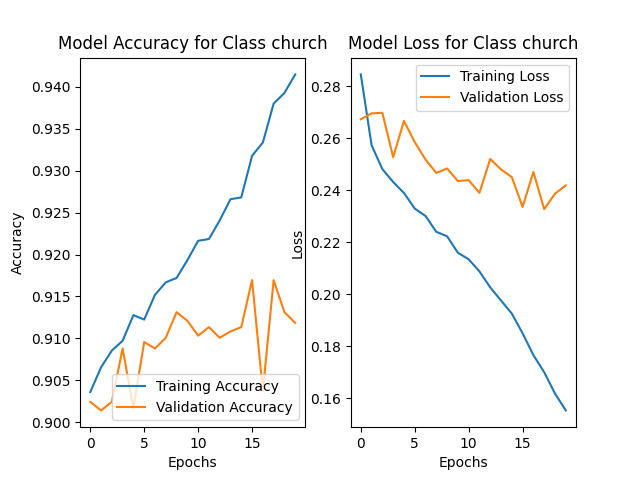 Model Accuracy for Class church
0.940
0.935
0.930
0.925
0.920
0.915
0.910
0.905
0.900
Accuracy
0
5
10
15
Epochs
Training Accuracy
Validation Accuracy
Model Loss for Class church
0.28
0.26
0.24
0.22
0.20
0.18
0.16
Loss
0
5
10
15
Epochs
Training Loss
Validation Loss